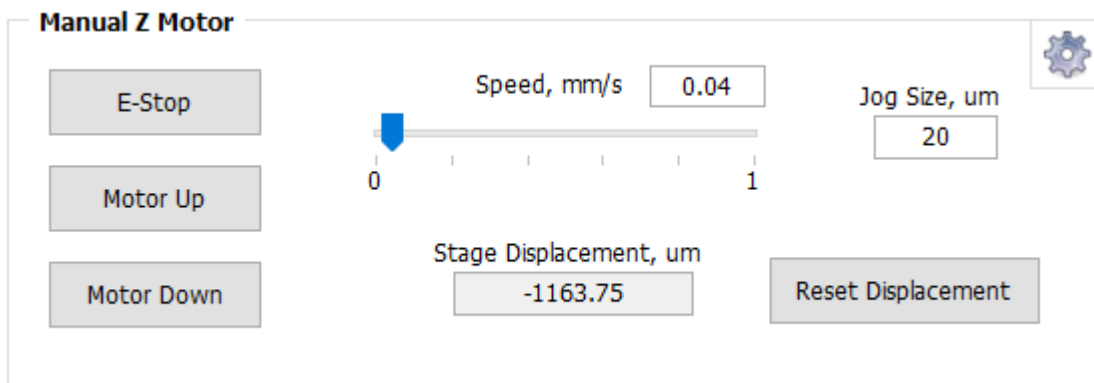 Manual Z Motor
E-Stop
Speed, mm/s 0.04
Jog Size, um
20
0 1
Motor Up
Stage Displacement, um
-1163.75
Motor Down
Reset Displacement